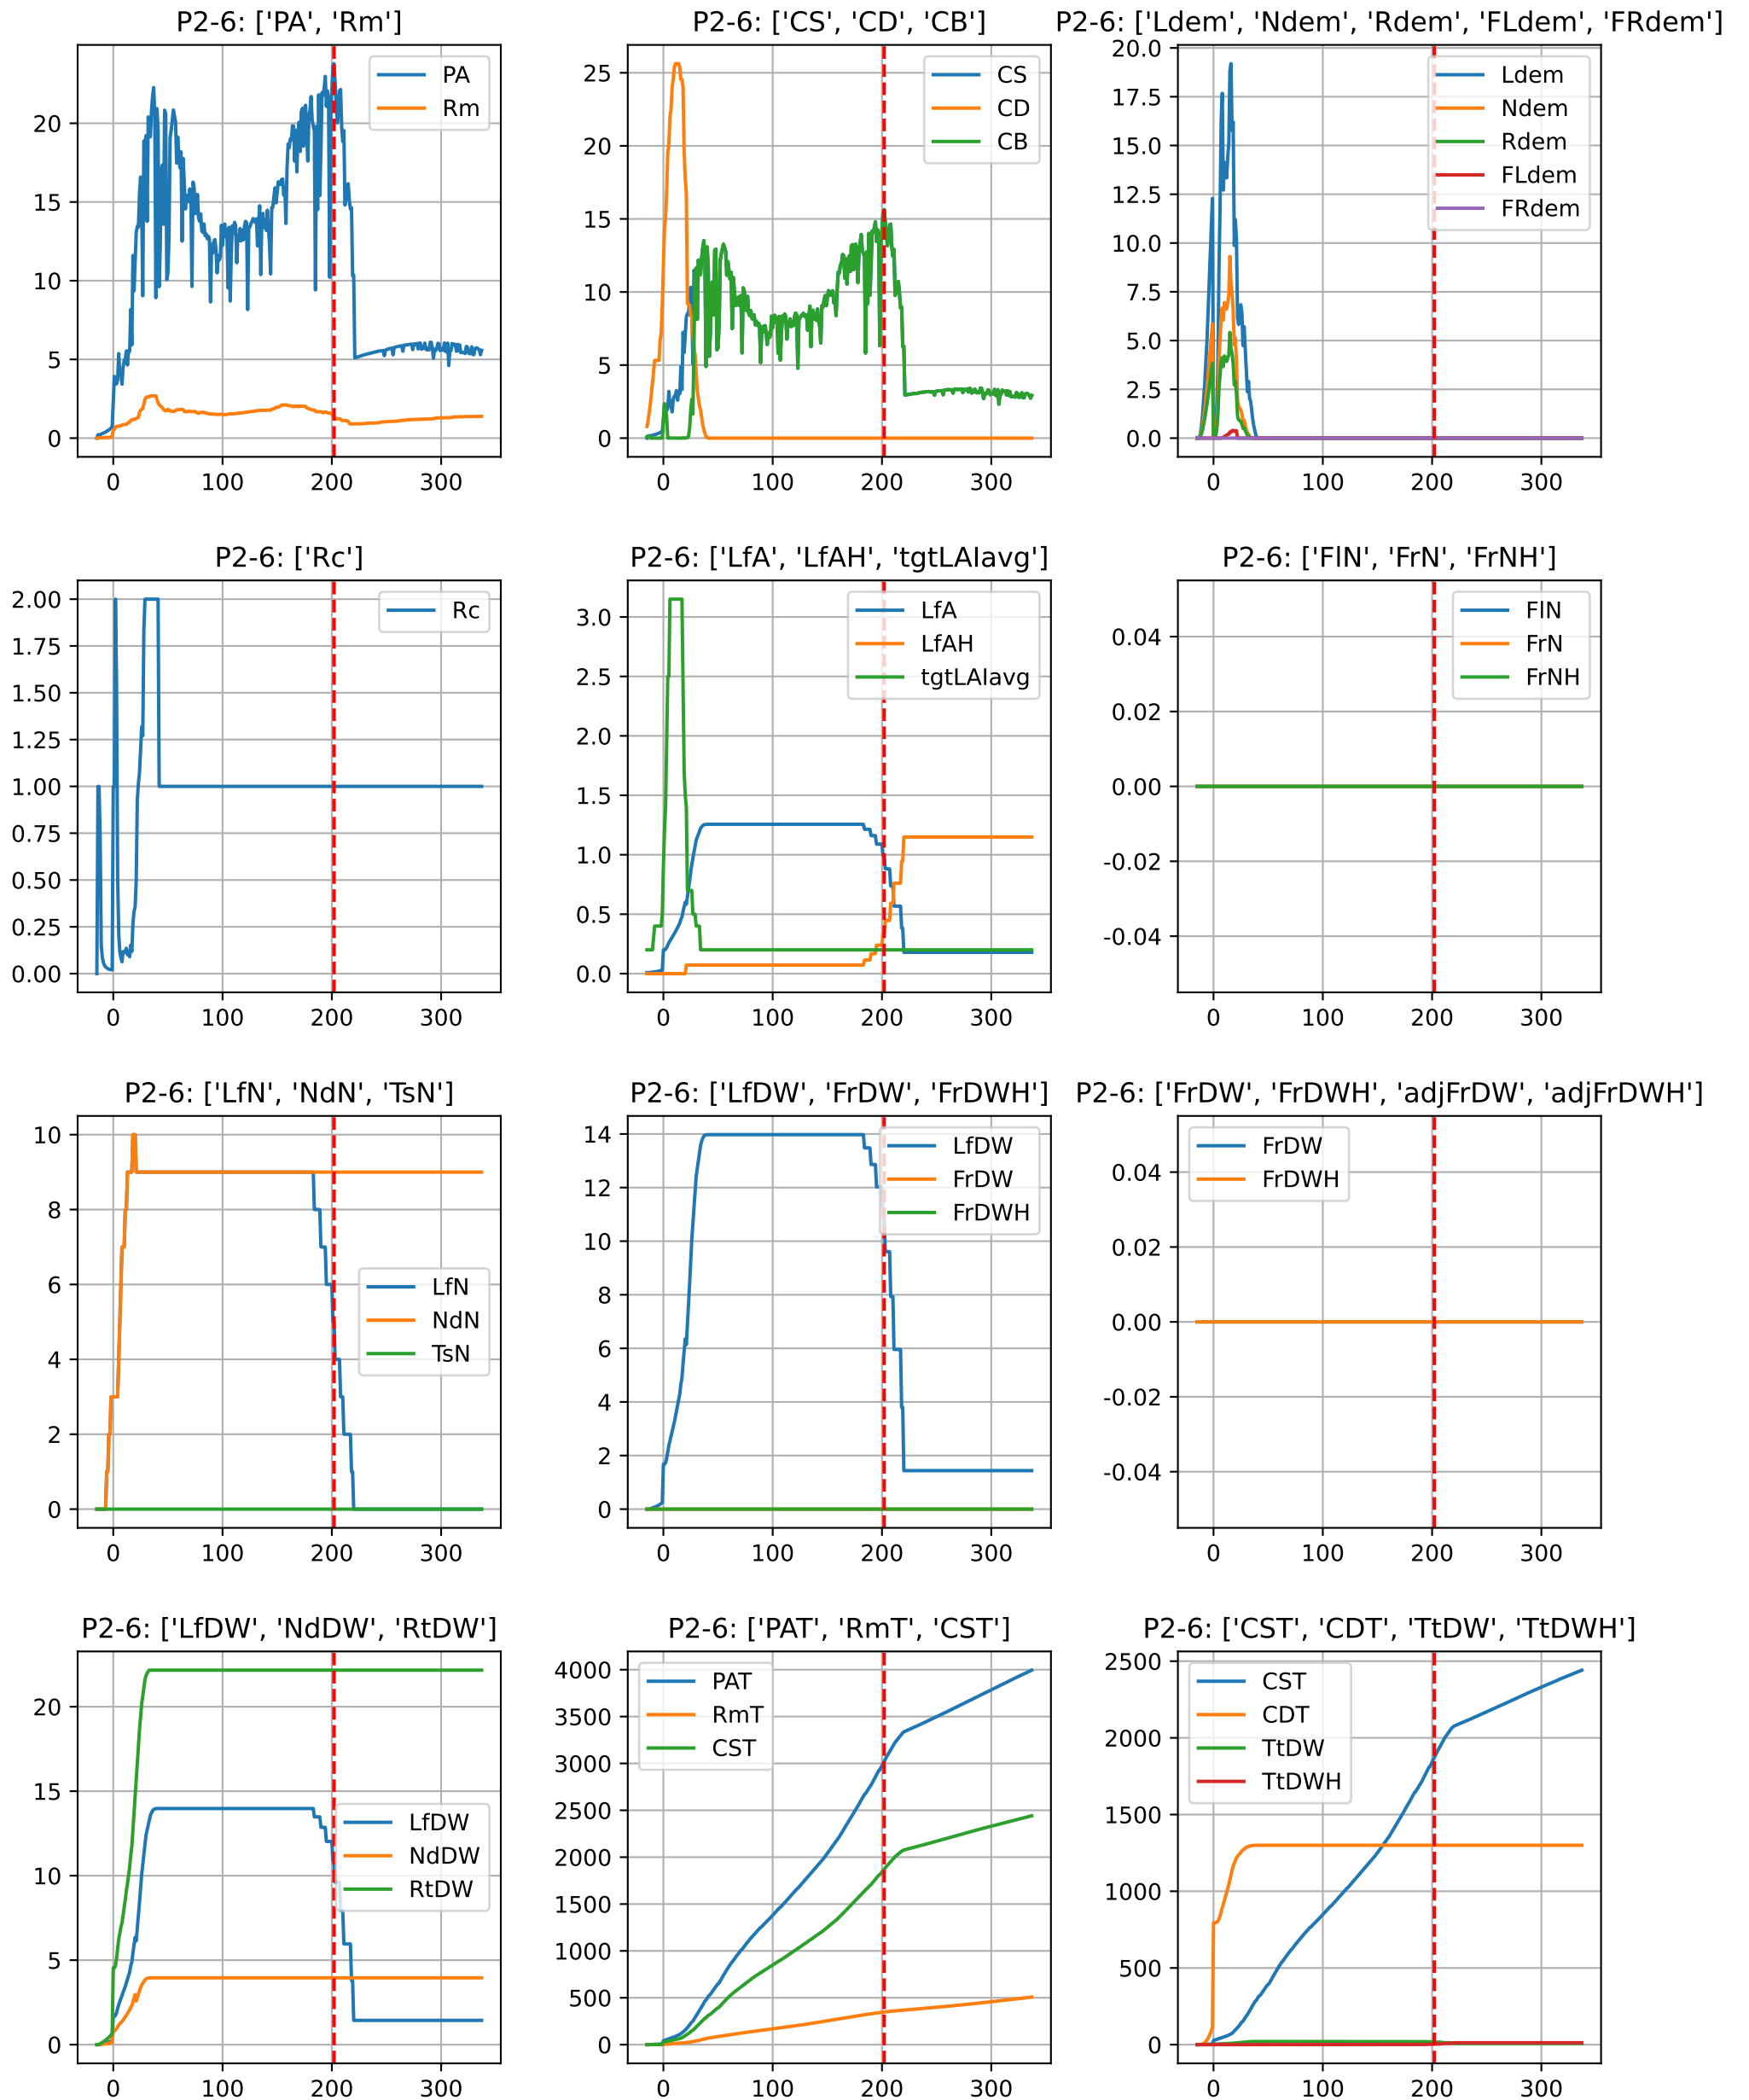 P2-6: ['PA', 'Rm']
PA
Rm
20
15
10
5
0
0 100 200 300
P2-6: ['CS', 'CD', 'CB']
CS
CD
CB
25
20
15
10
5
0
0 100 200 300
P2-6: ['Ldem', 'Ndem', 'Rdem', 'FLdem', 'FRdem']
Ldem
Ndem
Rdem
FLdem
FRdem
20.0
17.5
15.0
12.5
10.0
7.5
5.0
2.5
0.0
0 100 200 300
P2-6: ['Rc']
Rc
2.00
1.75
1.50
1.25
1.00
0.75
0.50
0.25
0.00
0 100 200 300
P2-6: ['LfA', 'LfAH', 'tgtLAIavg']
LfA
LfAH
tgtLAIavg
3.0
2.5
2.0
1.5
1.0
0.5
0.0
0 100 200 300
P2-6: ['FlN', 'FrN', 'FrNH']
FlN
FrN
FrNH
0.04
0.02
0.00
-0.02
-0.04
0 100 200 300
P2-6: ['LfN', 'NdN', 'TsN']
LfN
NdN
TsN
10
8
6
4
2
0
0 100 200 300
P2-6: ['LfDW', 'FrDW', 'FrDWH']
LfDW
FrDW
FrDWH
14
12
10
8
6
4
2
0
0 100 200 300
P2-6: ['FrDW', 'FrDWH', 'adjFrDW', 'adjFrDWH']
FrDW
FrDWH
0.04
0.02
0.00
-0.02
-0.04
0 100 200 300
P2-6: ['LfDW', 'NdDW', 'RtDW']
LfDW
NdDW
RtDW
20
15
10
5
0
0 100 200 300
P2-6: ['PAT', 'RmT', 'CST']
PAT
RmT
CST
4000
3500
3000
2500
2000
1500
1000
500
0
0 100 200 300
P2-6: ['CST', 'CDT', 'TtDW', 'TtDWH']
CST
CDT
TtDW
TtDWH
2500
2000
1500
1000
500
0
0 100 200 300